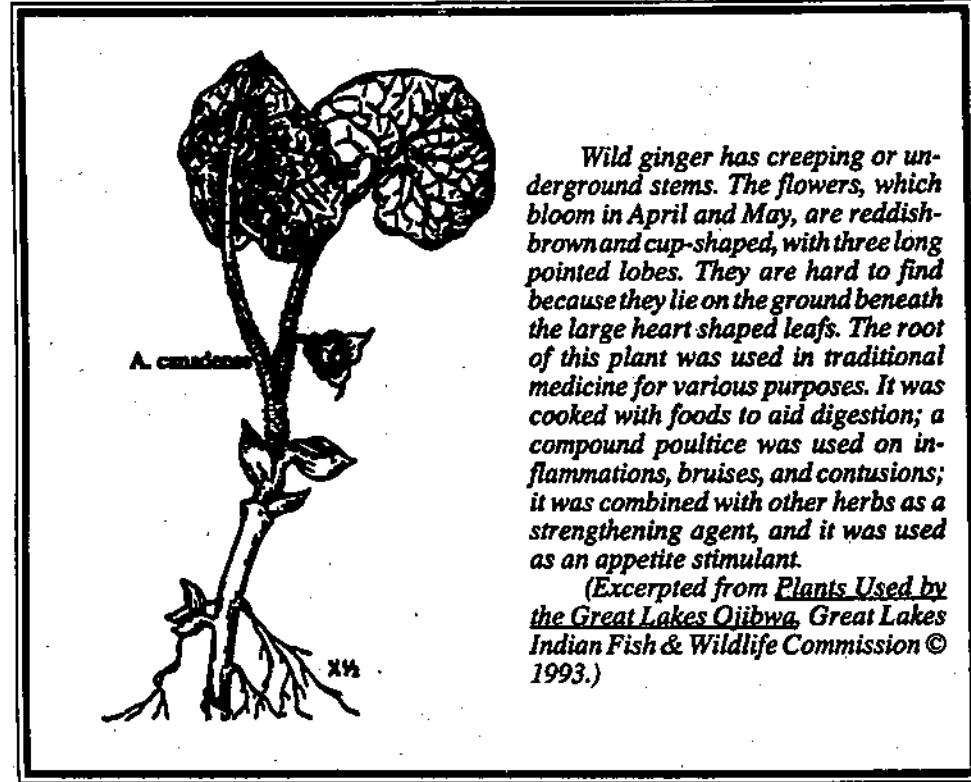 Wild ginger has creeping or un-
derground stems. The flowers, which
bloom in April and May, are reddish-
brown and cup-shaped, with three long
pointed lobes. They are hard to find
because they lie on the ground beneath
the large heart shaped leafs. The root
of this plant was used in traditional
medicine for various purposes. It was
cooked with foods to aid digestion; a
compound poultice was used on in-
flammations, bruises, and contusions;
it was combined with other herbs as a
strengthening agent, and it was used
as an appetite stimulant.
(Excerpted from Plants Used by
the Great Lakes Ojibwa, Great Lakes
Indian Fish & Wildlife Commission ©
1993.)
A. canadense
X½